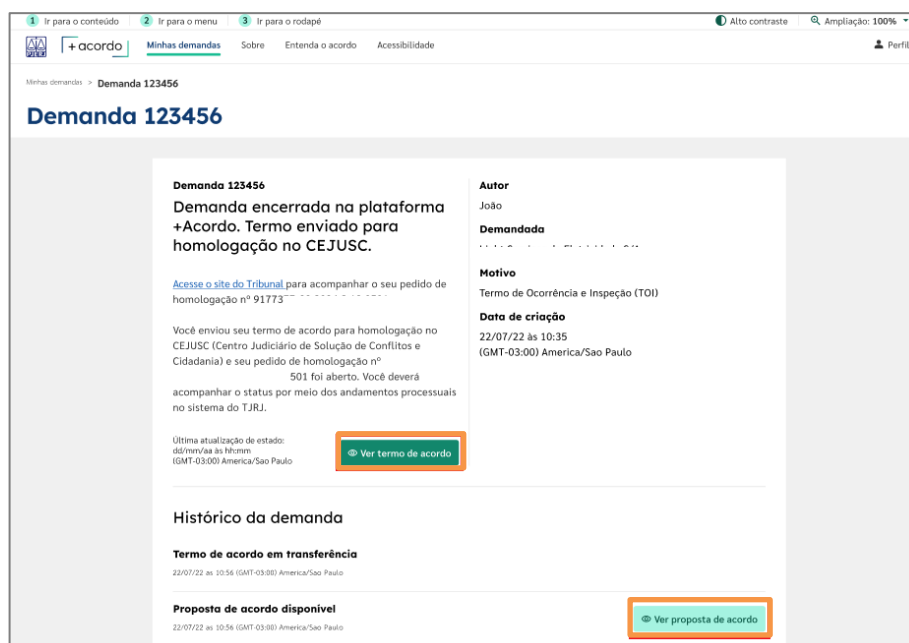 1 Ir para o conteúdo 2 Ir para o menu 3 Ir para o rodapé Alto contraste Ampliação: 100%
PJERJ +acordo Minhas demandas Sobre Entenda o acordo Acessibilidade Perfil
Minhas demandas > Demanda 123456
Demanda 123456
Demanda 123456
Demanda encerrada na plataforma
+Acordo. Termo enviado para
homologação no CEJUSC.
Acesse o site do Tribunal para acompanhar o seu pedido de
homologação nº 91773
Você enviou seu termo de acordo para homologação no
CEJUSC (Centro Judiciário de Solução de Conflitos e
Cidadania) e seu pedido de homologação nº
501 foi aberto. Você deverá
acompanhar o status por meio dos andamentos processuais
no sistema do TJRJ.
Última atualização de estado:
dd/mm/aa às hh:mm
(GMT-03:00) America/Sao Paulo
Ver termo de acordo
Autor
João
Demandada
Motivo
Termo de Ocorrência e Inspeção (TOI)
Data de criação
22/07/22 às 10:35
(GMT-03:00) America/Sao Paulo
Histórico da demanda
Termo de acordo em transferência
22/07/22 as 10:56 (GMT-03:00) America/Sao Paulo
Proposta de acordo disponível
22/07/22 as 10:56 (GMT-03:00) America/Sao Paulo
Ver proposta de acordo